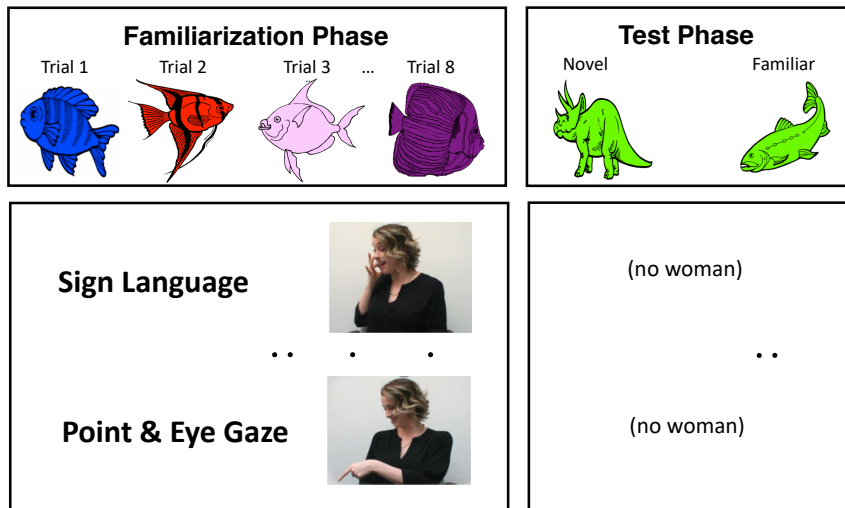 Familiarization Phase
Trial 1 Trial 2 Trial 3 ... Trial 8
Test Phase
Novel Familiar
Sign Language
(no woman)
Point & Eye Gaze
(no woman)